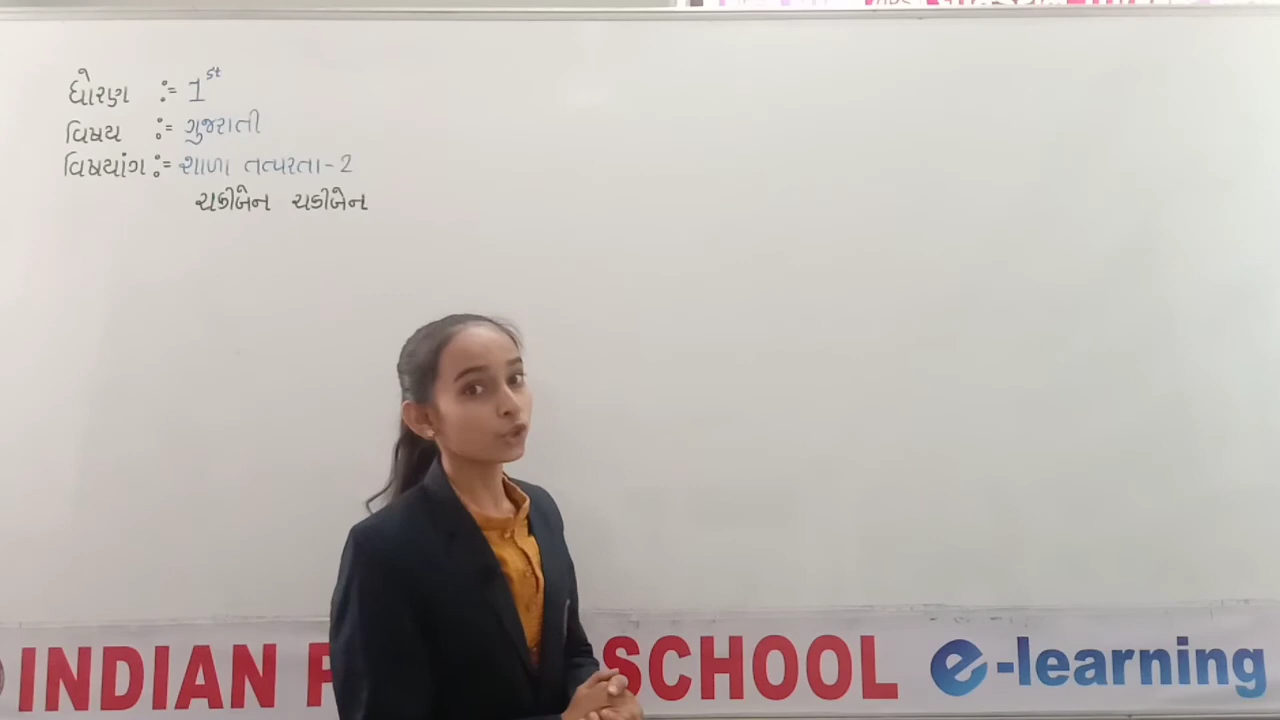 ધોરણ := 1st
વિષય := ગુજરાતી
વિષયાંગ := શાળા તત્પરતા - 2
ચકીબેન ચકીબેન
INDIAN P SCHOOL e-learning